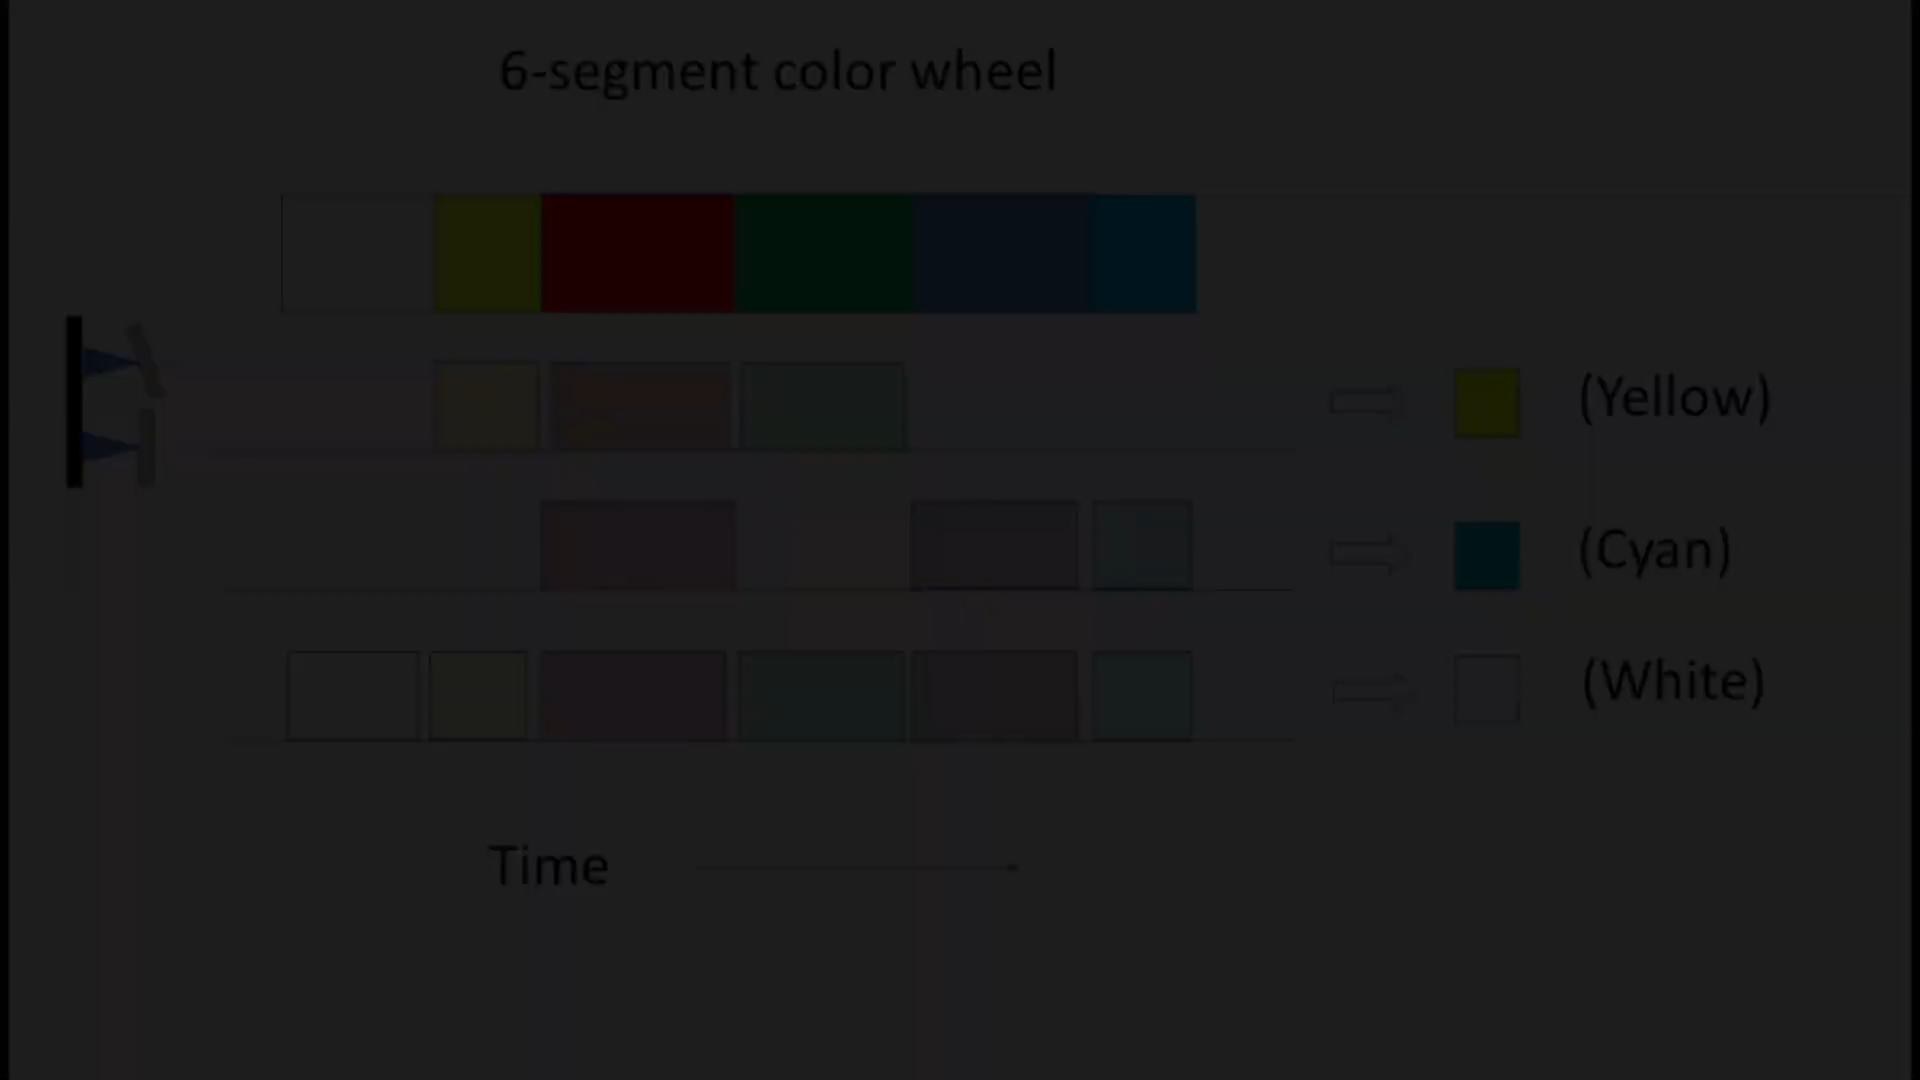 6-segment color wheel
(Yellow)
(Cyan)
(White)
Time